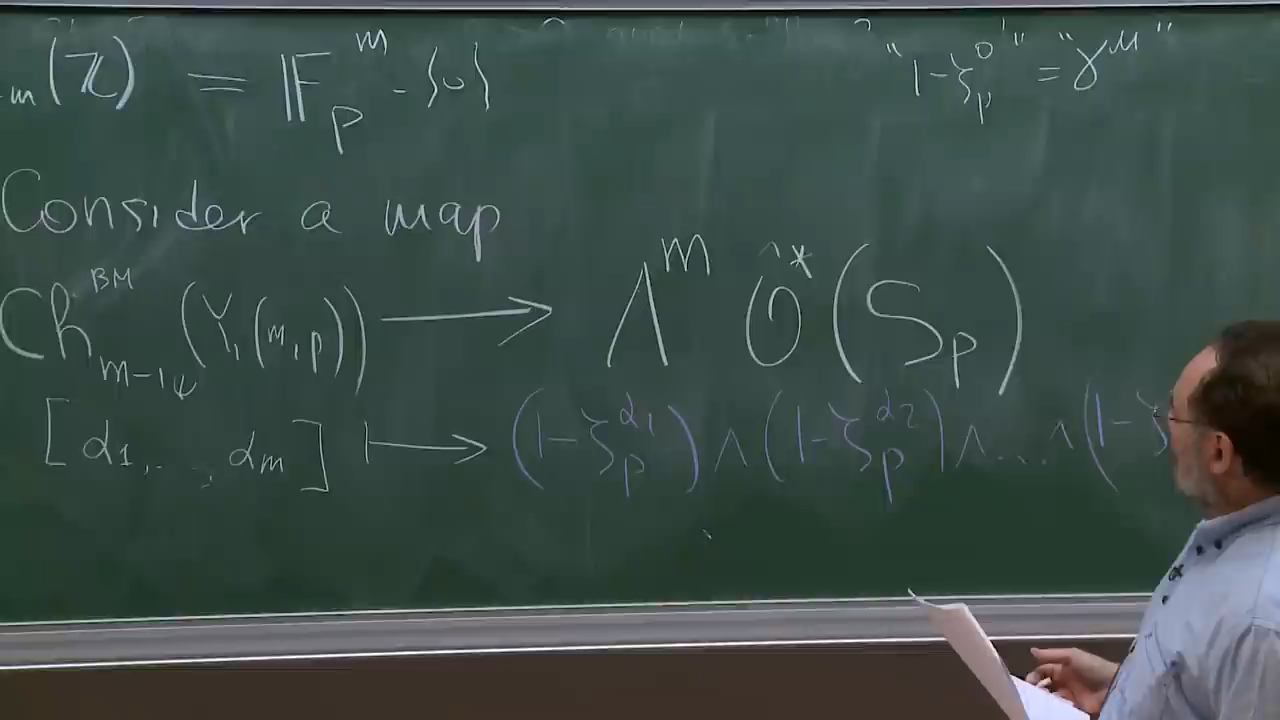 m(ℤ) = 𝔽_p^m - {0} "1-ζ_p^0" = "γ^M"
Consider a map
Ch^{BM}_{m-1} (Y_1(m,p)) ⟶ Λ^m Ô^*(S_p)
[α_1, .. , α_m] ⟼ (1-ζ_p^{α_1}) ∧ (1-ζ_p^{α_2}) ∧ ... ∧ (1-ζ